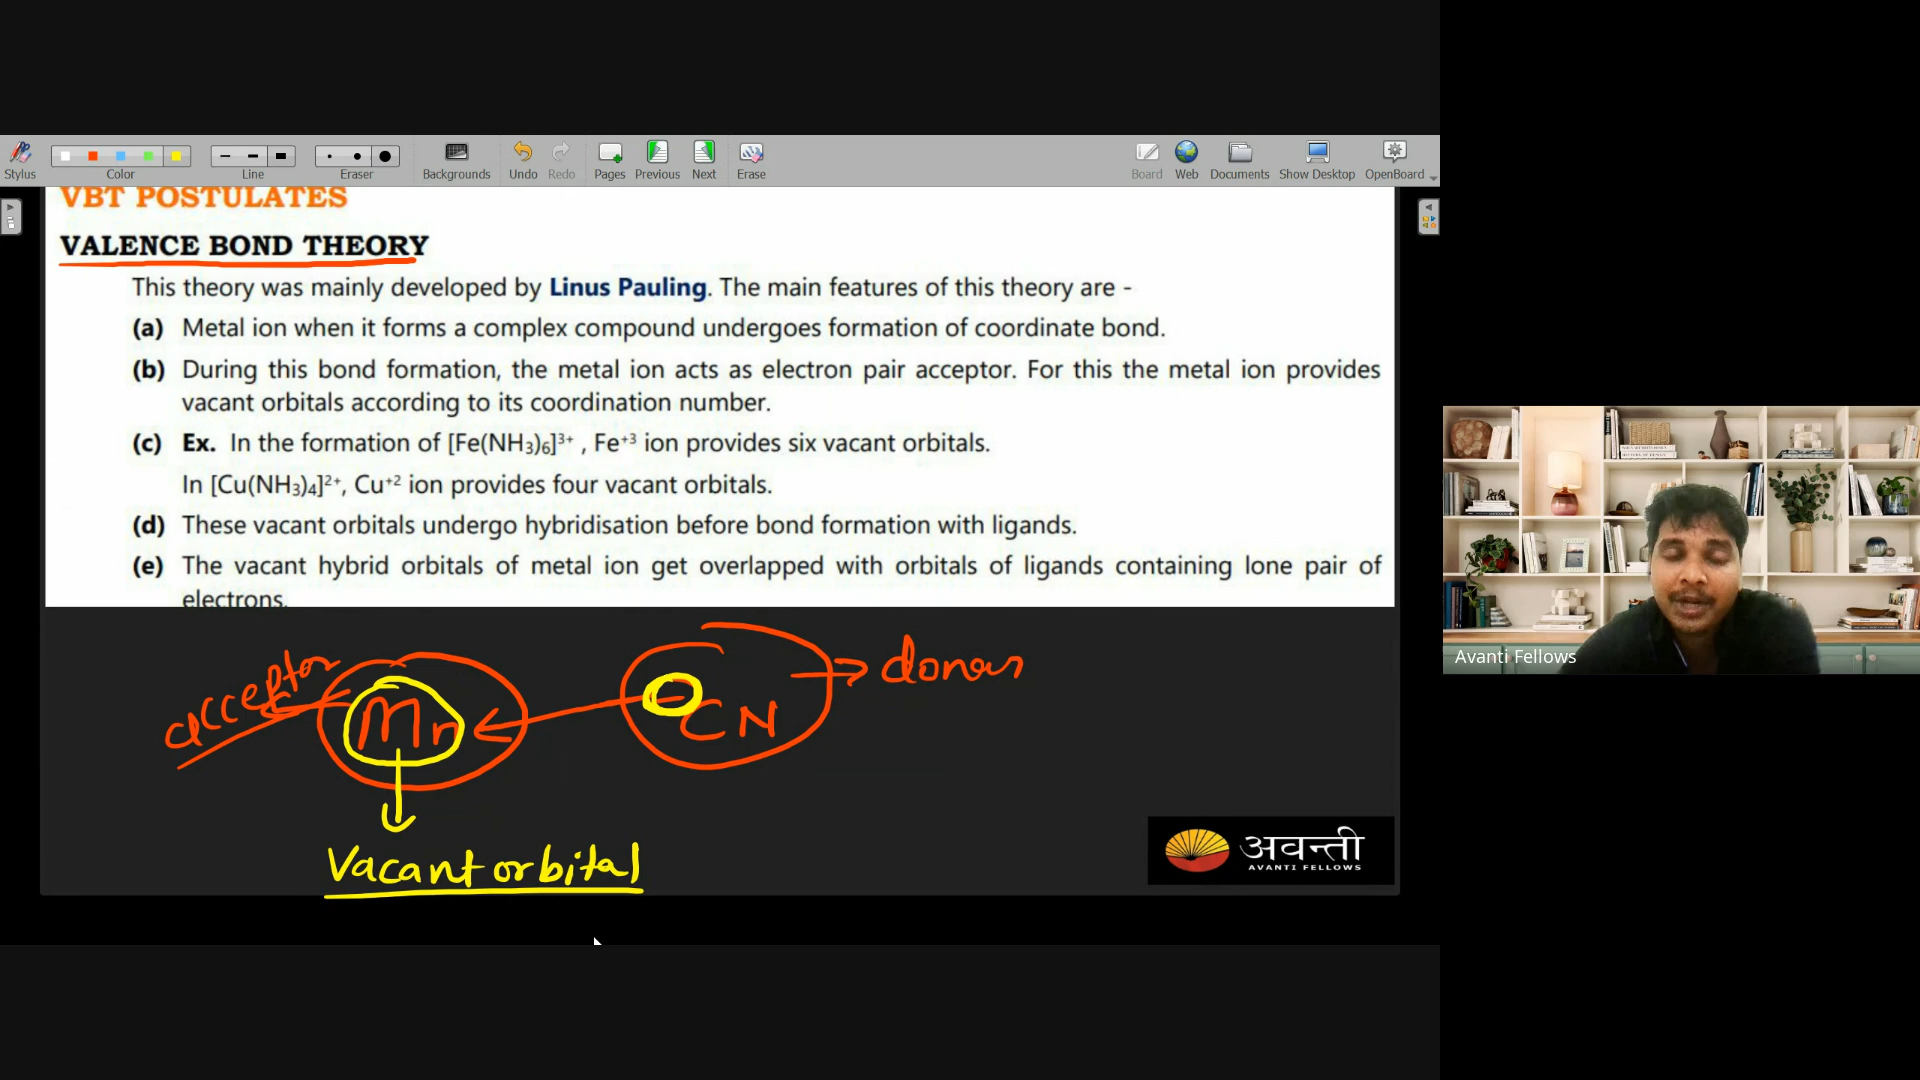 Stylus Color Line Eraser Backgrounds Undo Redo Pages Previous Next Erase Board Web Documents Show Desktop OpenBoard
VBT POSTULATES
VALENCE BOND THEORY
This theory was mainly developed by Linus Pauling. The main features of this theory are -
(a) Metal ion when it forms a complex compound undergoes formation of coordinate bond.
(b) During this bond formation, the metal ion acts as electron pair acceptor. For this the metal ion provides
vacant orbitals according to its coordination number.
(c) Ex. In the formation of [Fe(NH₃)₆]³⁺ , Fe⁺³ ion provides six vacant orbitals.
In [Cu(NH₃)₄]²⁺, Cu⁺² ion provides four vacant orbitals.
(d) These vacant orbitals undergo hybridisation before bond formation with ligands.
(e) The vacant hybrid orbitals of metal ion get overlapped with orbitals of ligands containing lone pair of
electrons.
acceptor Mn CN → donor
Vacant orbital
अवन्ती
AVANTI FELLOWS
Avanti Fellows